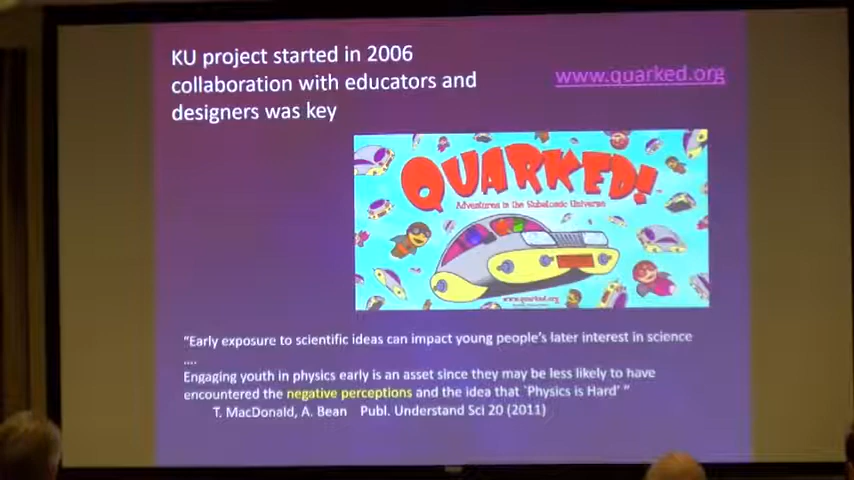 KU project started in 2006
collaboration with educators and
designers was key
www.quarked.org
QUARKED!
Adventures in the Subatomic Universe
www.quarked.org
"Early exposure to scientific ideas can impact young people's later interest in science
....
Engaging youth in physics early is an asset since they may be less likely to have
encountered the negative perceptions and the idea that `Physics is Hard' "
T. MacDonald, A. Bean Publ. Understand Sci 20 (2011)